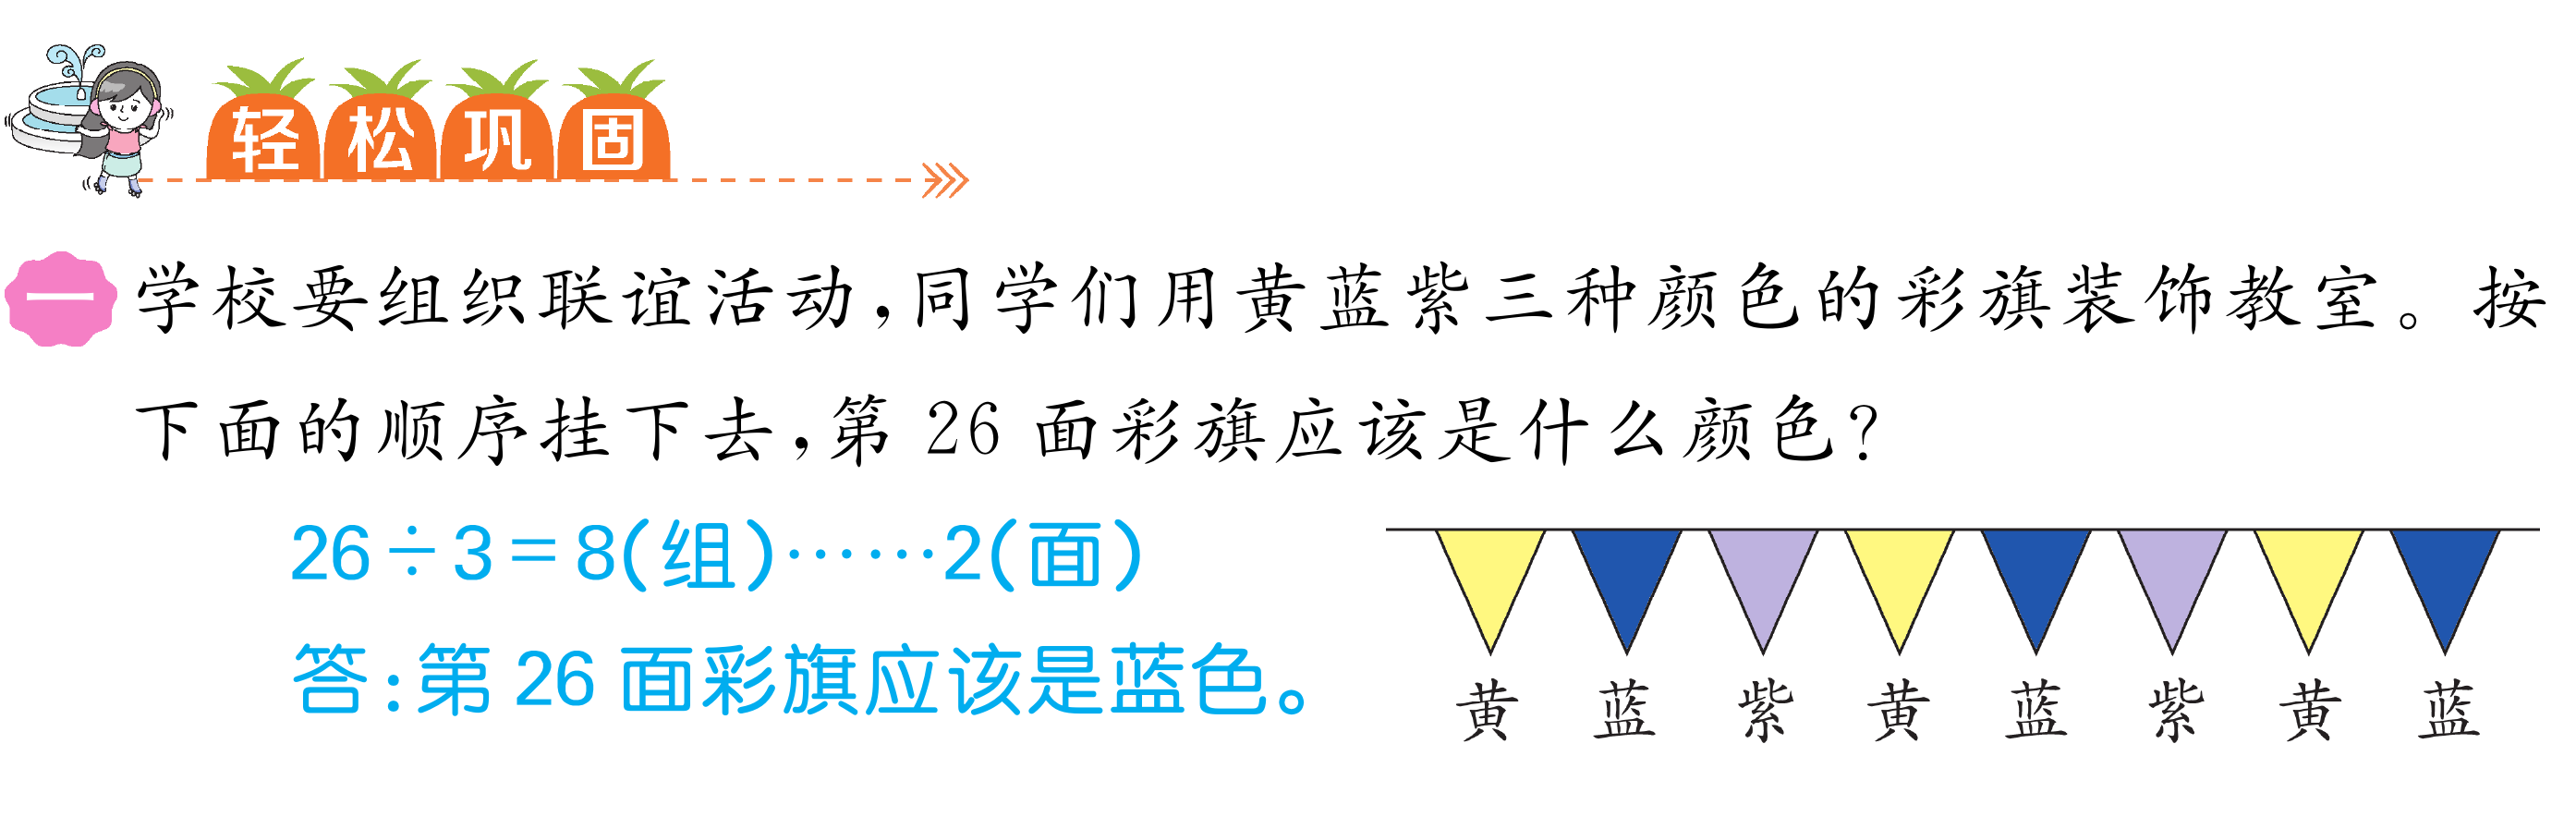 轻松巩固
一 学校要组织联谊活动,同学们用黄蓝紫三种颜色的彩旗装饰教室。按
下面的顺序挂下去,第 26 面彩旗应该是什么颜色?
26÷3=8(组)……2(面)
答:第 26 面彩旗应该是蓝色。
黄 蓝 紫 黄 蓝 紫 黄 蓝